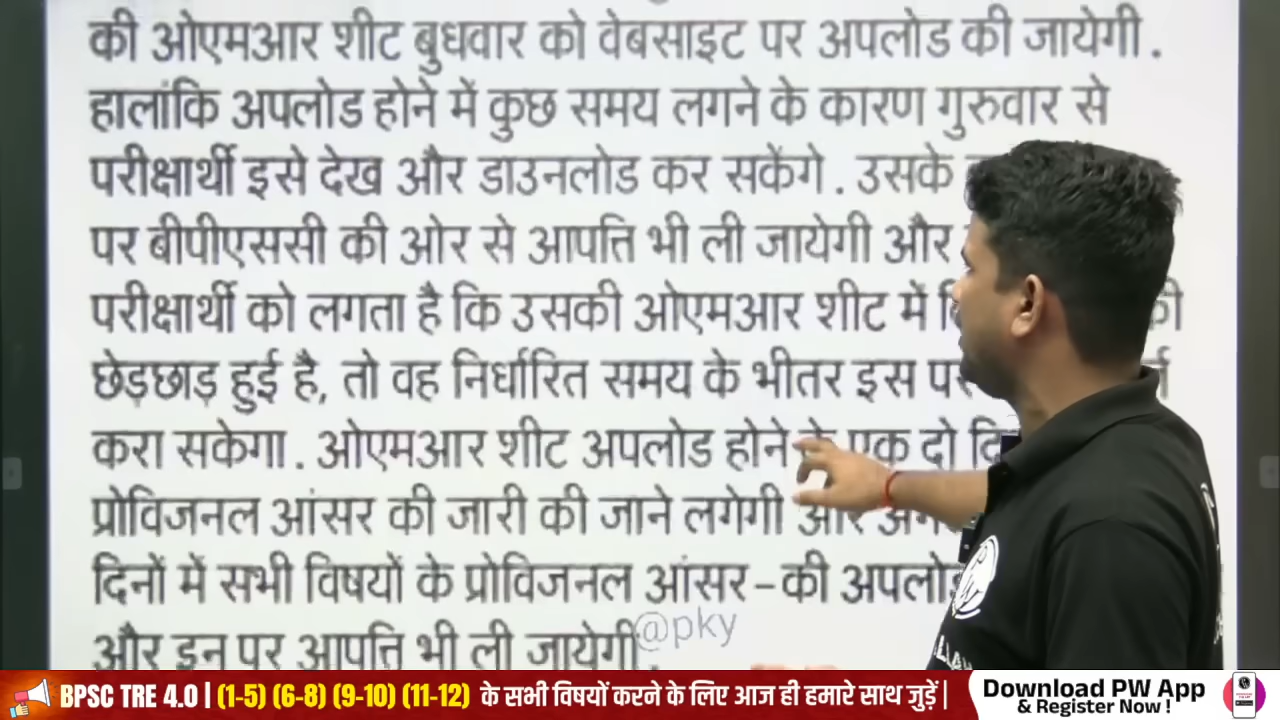 की ओएमआर शीट बुधवार को वेबसाइट पर अपलोड की जायेगी .
हालांकि अपलोड होने में कुछ समय लगने के कारण गुरुवार से
परीक्षार्थी इसे देख और डाउनलोड कर सकेंगे . उसके
पर बीपीएससी की ओर से आपत्ति भी ली जायेगी और
परीक्षार्थी को लगता है कि उसकी ओएमआर शीट में की
छेड़छाड़ हुई है, तो वह निर्धारित समय के भीतर इस पर
करा सकेगा . ओएमआर शीट अपलोड होने के एक दो
प्रोविजनल आंसर की जारी की जाने लगेगी और
दिनों में सभी विषयों के प्रोविजनल आंसर-की
और इन पर आपत्ति भी ली जायेगी .
@pky
BPSC TRE 4.0 | (1-5) (6-8) (9-10) (11-12) के सभी विषयों करने के लिए आज ही हमारे साथ जुड़ें |
Download PW App
& Register Now !